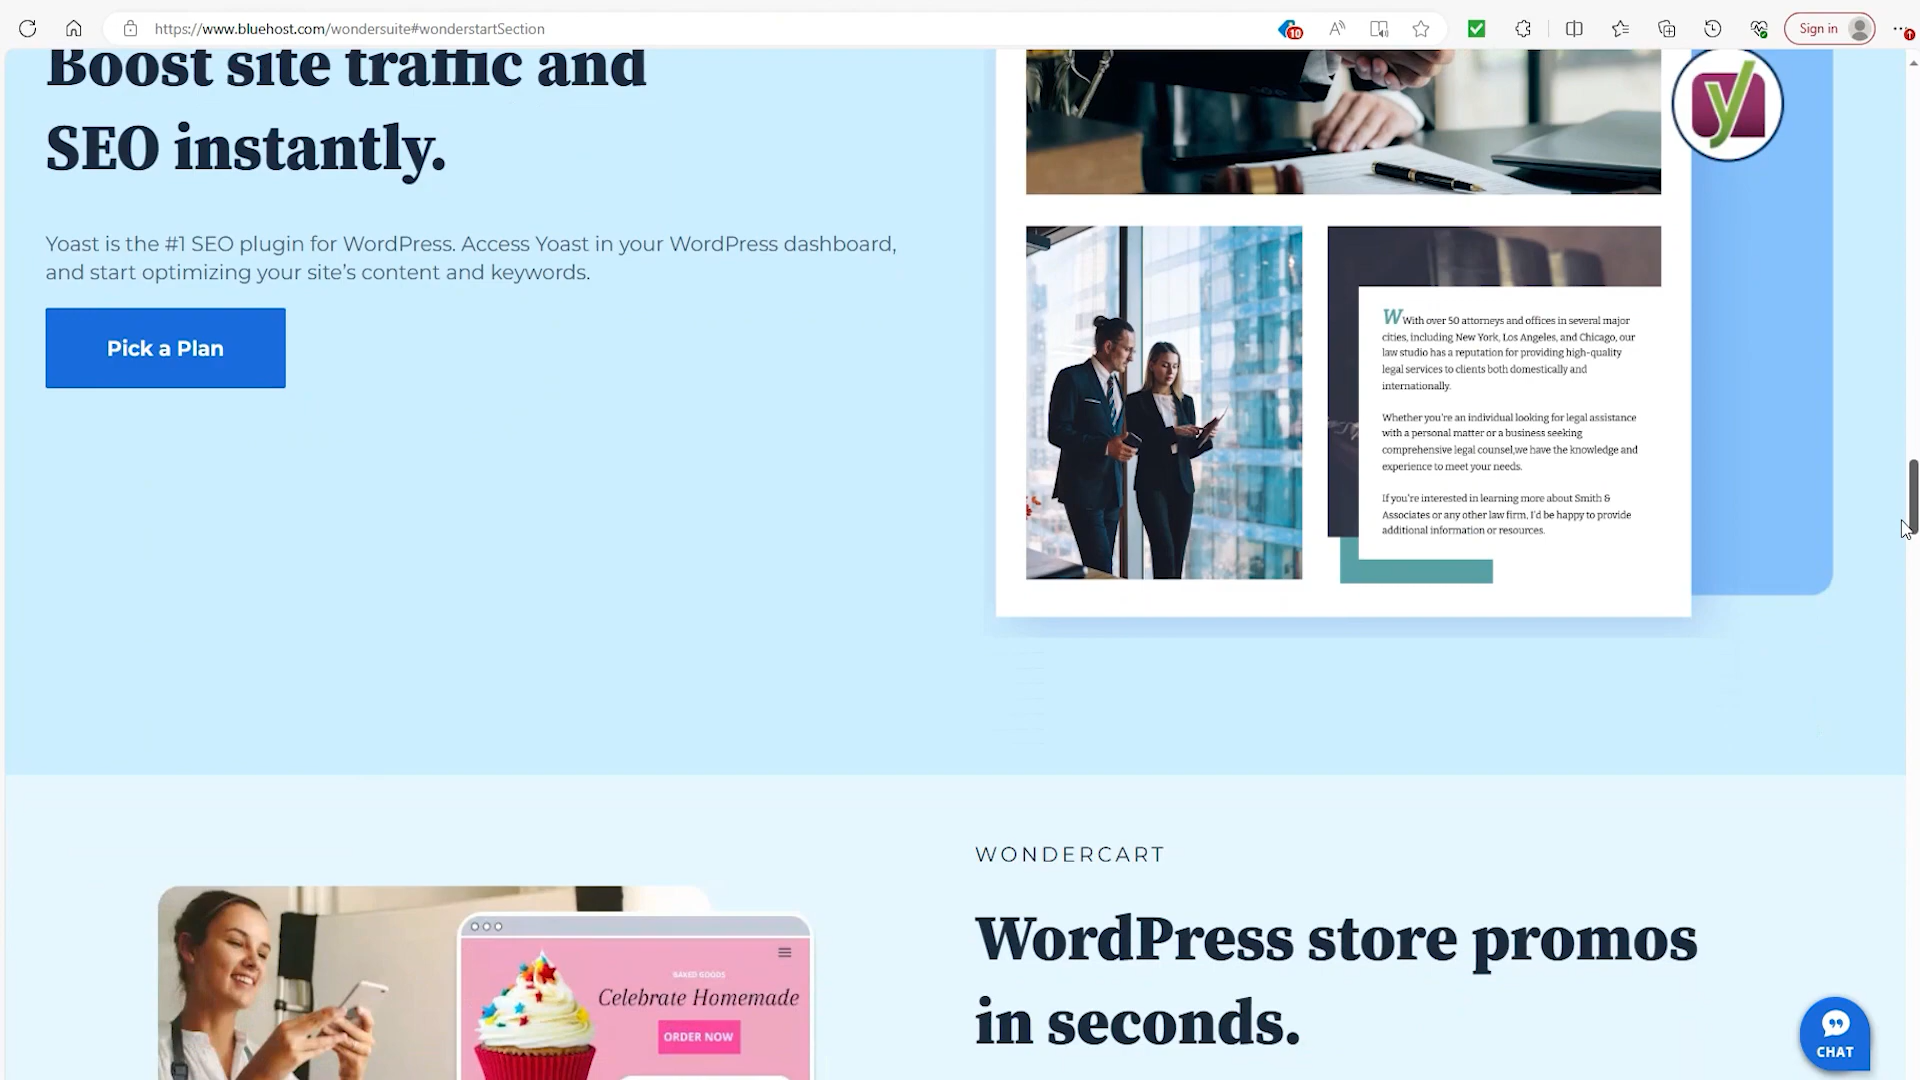 https://www.bluehost.com/wondersuite#wonderstartSection
10
Sign in
Boost site traffic and
SEO instantly.
Yoast is the #1 SEO plugin for WordPress. Access Yoast in your WordPress dashboard,
and start optimizing your site's content and keywords.
Pick a Plan
y
WWith over 50 attorneys and offices in several major
cities, including New York, Los Angeles, and Chicago, our
law studio has a reputation for providing high-quality
legal services to clients both domestically and
internationally.
Whether you're an individual looking for legal assistance
with a personal matter or a business seeking
comprehensive legal counsel,we have the knowledge and
experience to meet your needs.
If you're interested in learning more about Smith &
Associates or any other law firm, I'd be happy to provide
additional information or resources.
WONDERCART
WordPress store promos
in seconds.
BAKED GOODS
Celebrate Homemade
ORDER NOW
CHAT